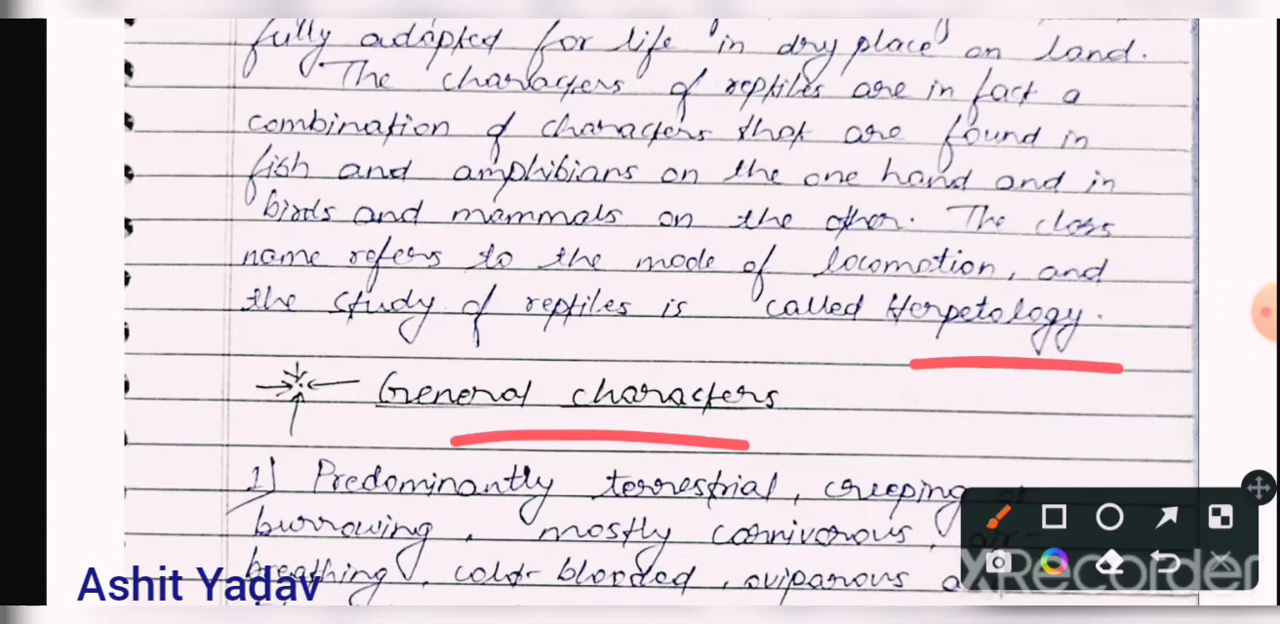 fully adapted for life in dry place on land.
The characters of reptiles are in fact a
combination of characters that are found in
fish and amphibians on the one hand and in
birds and mammals on the other. The class
name refers to the mode of locomotion, and
the study of reptiles is called Herpetology.
General characters
1) Predominantly terrestrial, creeping or
burrowing, mostly carnivorous, air-
breathing, cold-blooded, oviparous
Ashit Yadav
XRecorder